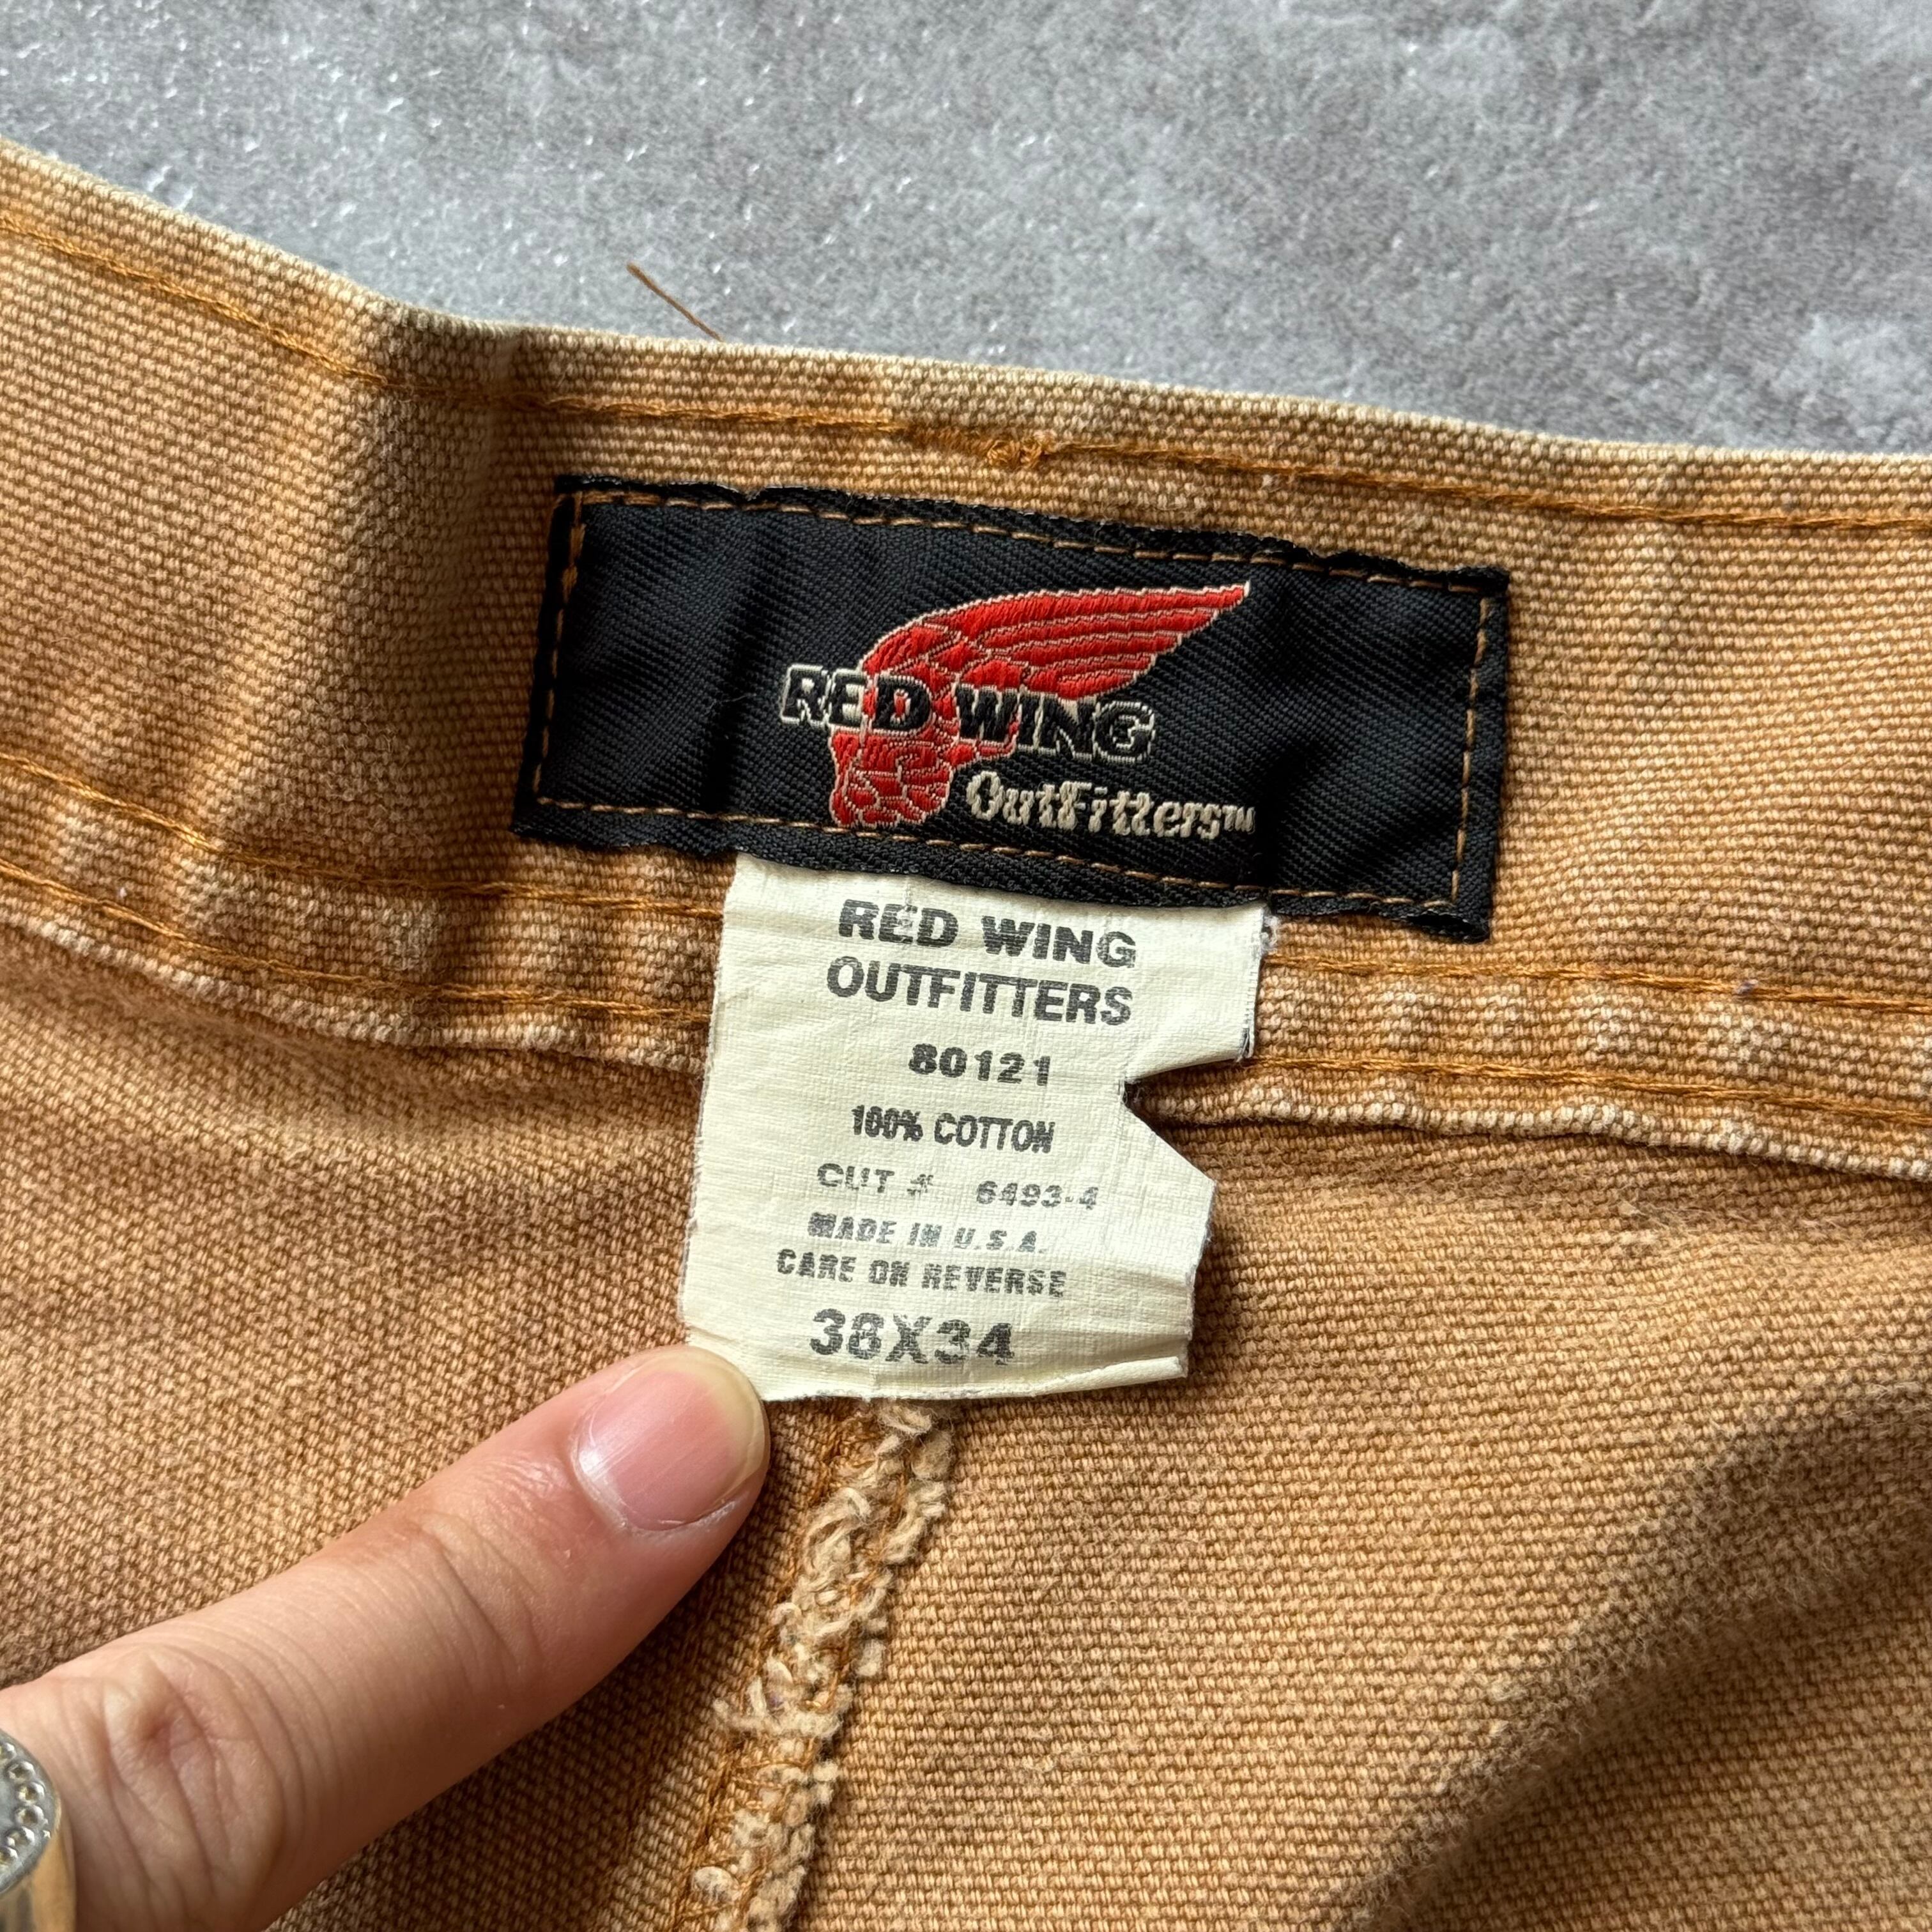 RED WING
OutFitters™
RED WING
OUTFITTERS
80121
100% COTTON
CUT # 6493-4
MADE IN U.S.A.
CARE ON REVERSE
38X34